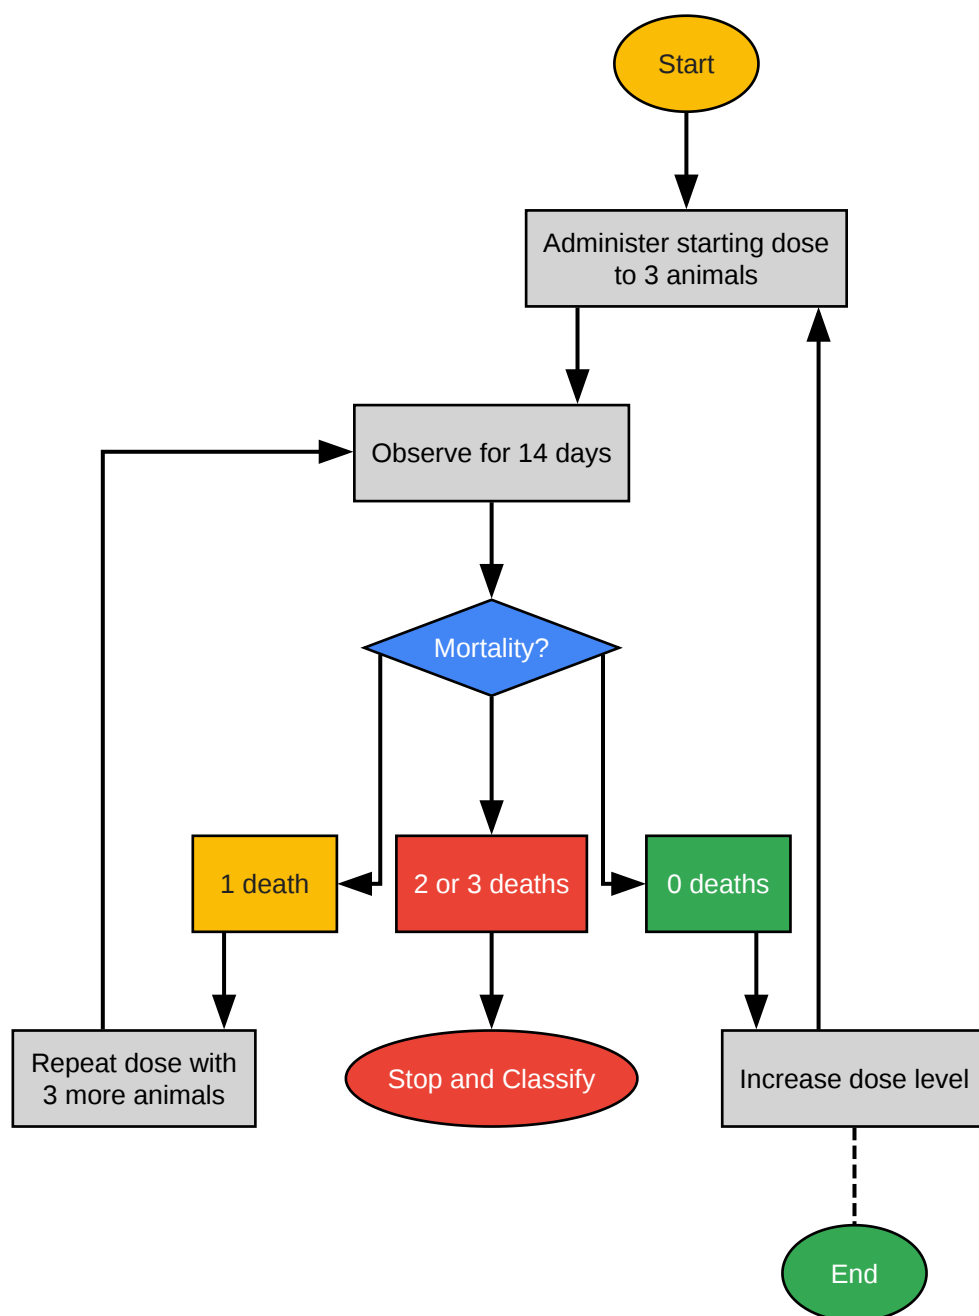 Start
Administer starting dose
to 3 animals
Observe for 14 days
Mortality?
1 death
2 or 3 deaths
0 deaths
Repeat dose with
3 more animals
Stop and Classify
Increase dose level
End